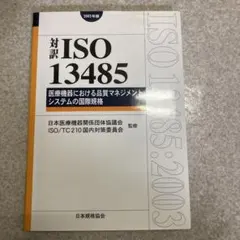 2003年版
対訳 ISO
13485
医療機器における品質マネジメント
システムの国際規格
日本医療機器関係団体協議会
ISO/TC 210 国内対策委員会
監修
日本規格協会
ISO 13485:2003